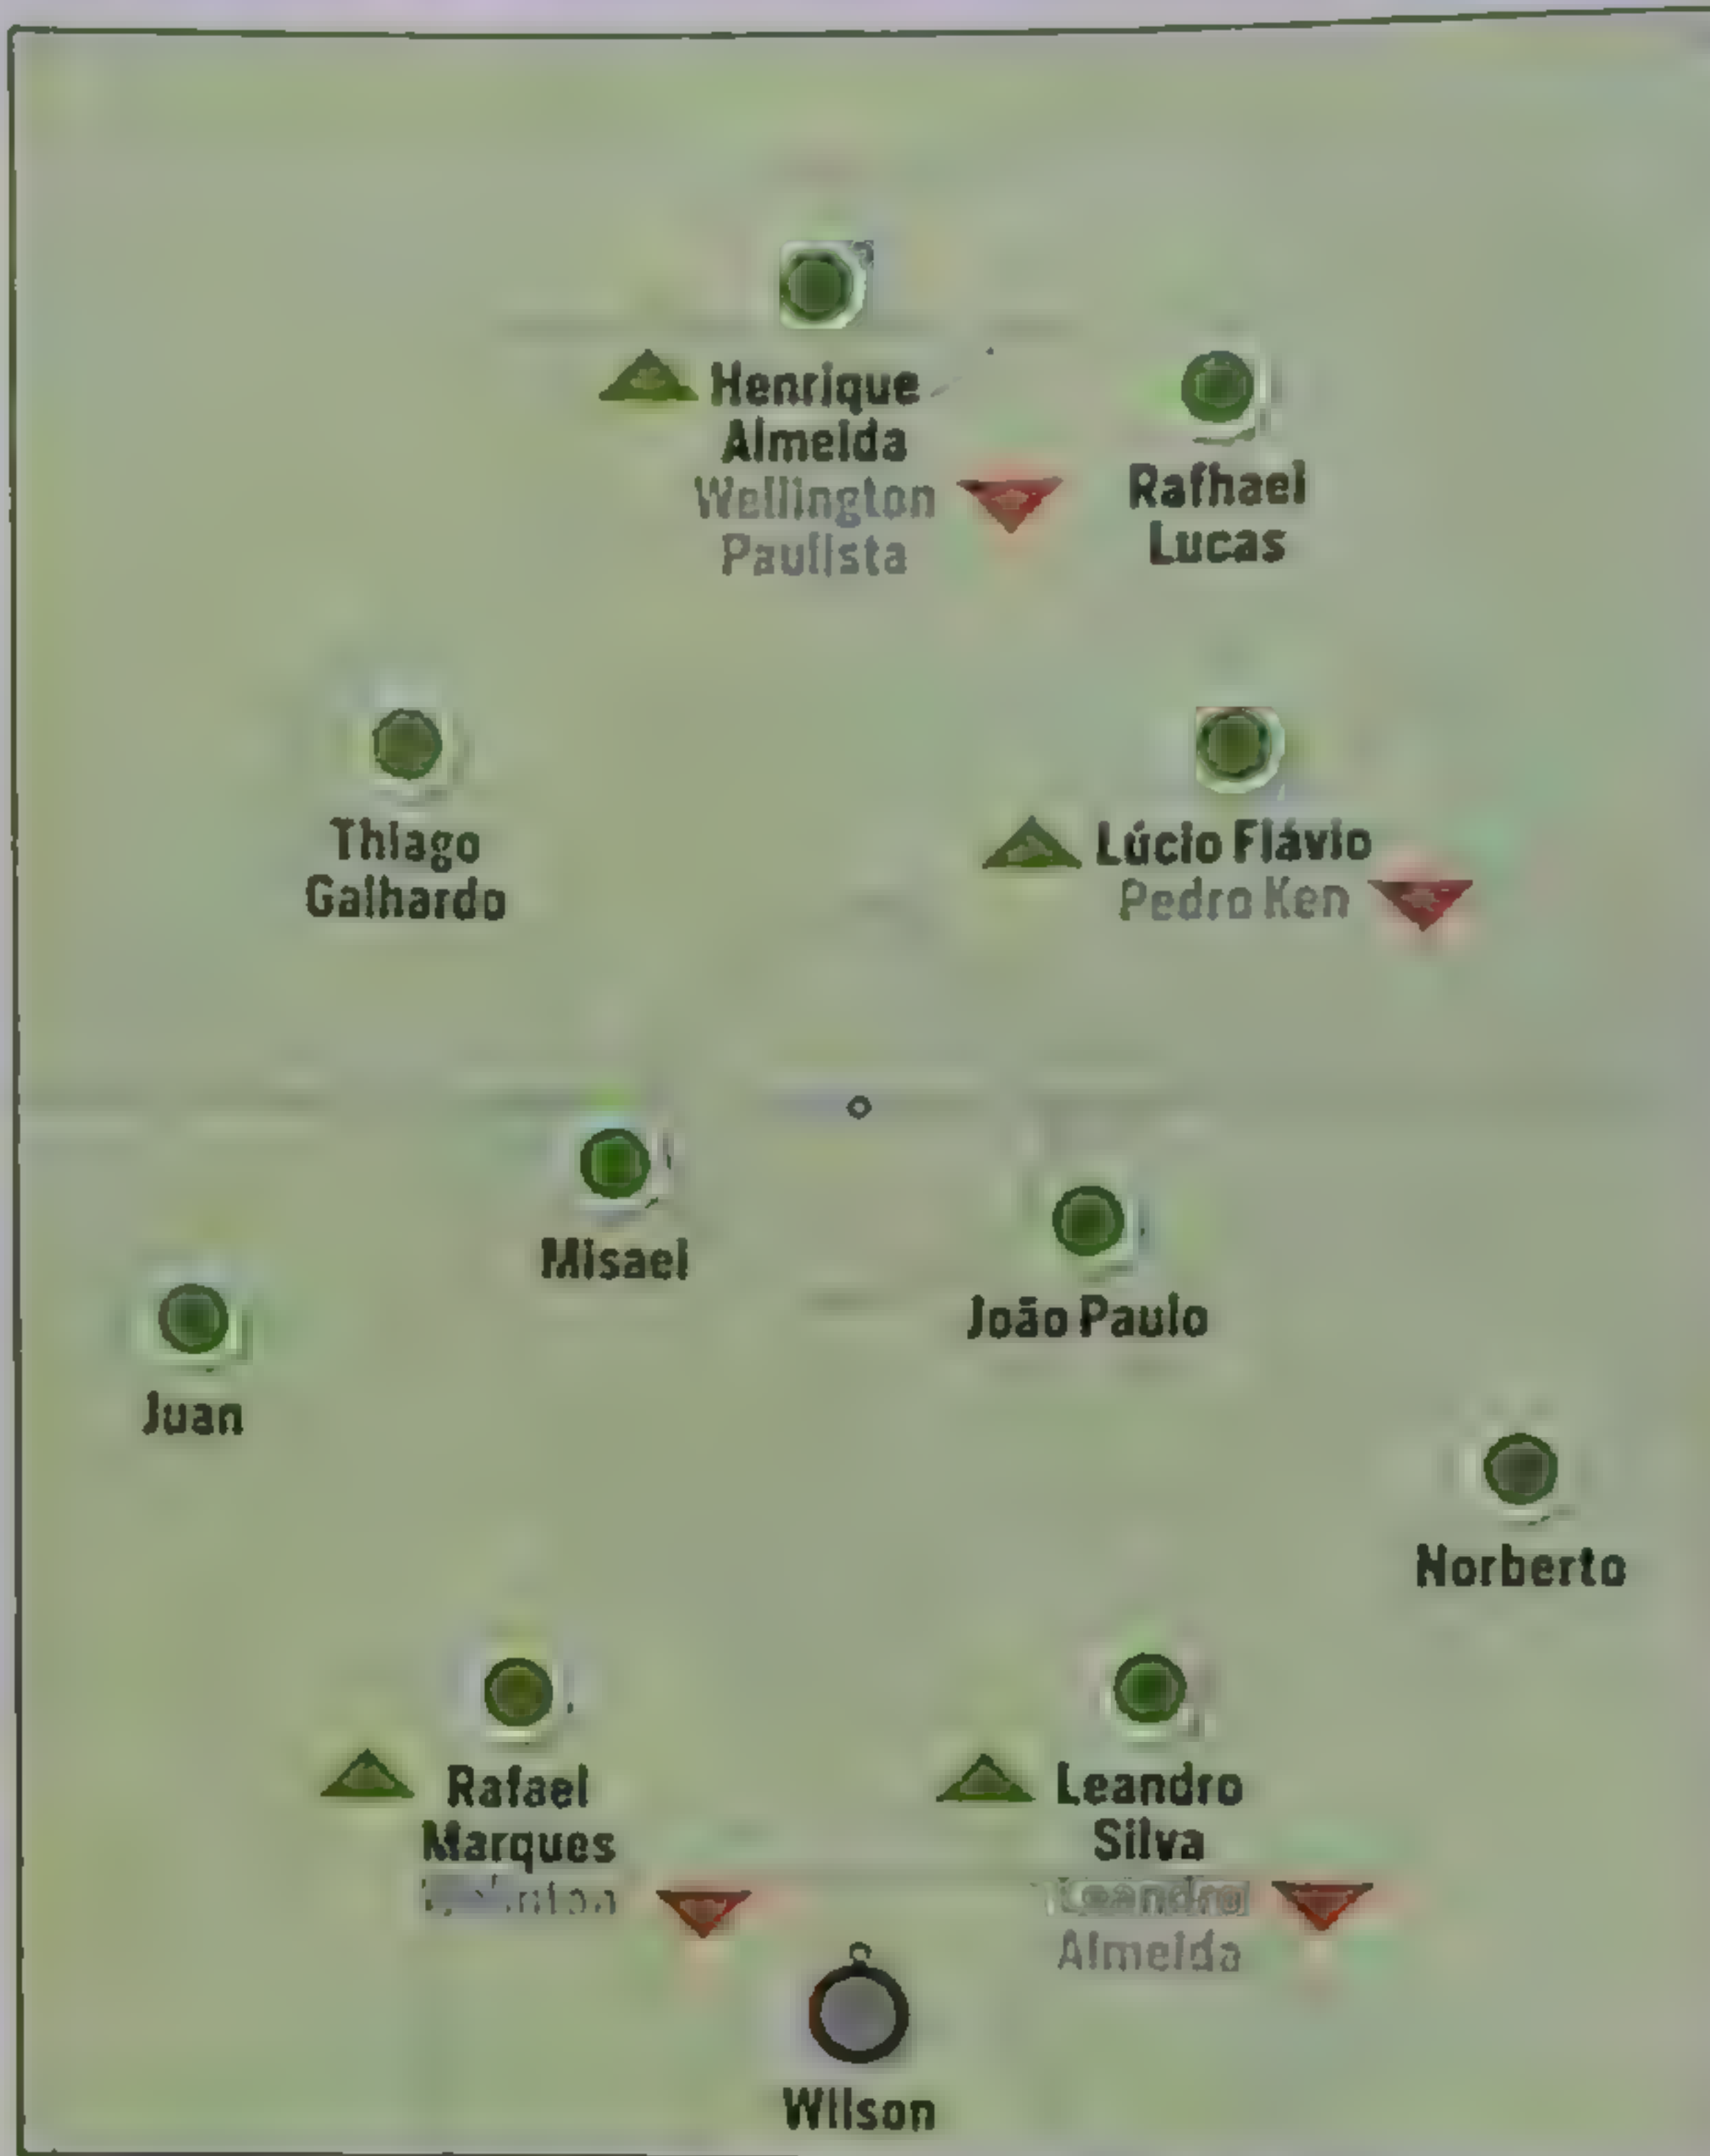 Henrique
Almeida
Wellington
Paulista
Rafhael
Lucas
Thiago
Galhardo
Lúcio Flávio
Pedro Ken
Misael
João Paulo
Juan
Norberto
Rafael
Marques
Leandro
Silva
Leandro
Almeida
Wilson